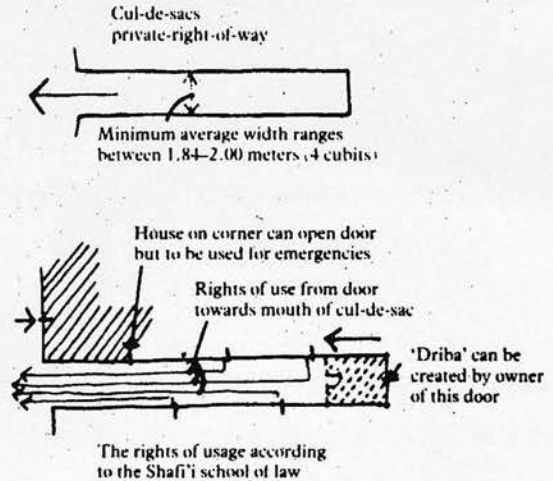 Cul-de-sacs
private-right-of-way
Minimum average width ranges
between 1.84–2.00 meters (4 cubits)
House on corner can open door
but to be used for emergencies
Rights of use from door
towards mouth of cul-de-sac
'Driba' can be
created by owner
of this door
The rights of usage according
to the Shafi'i school of law